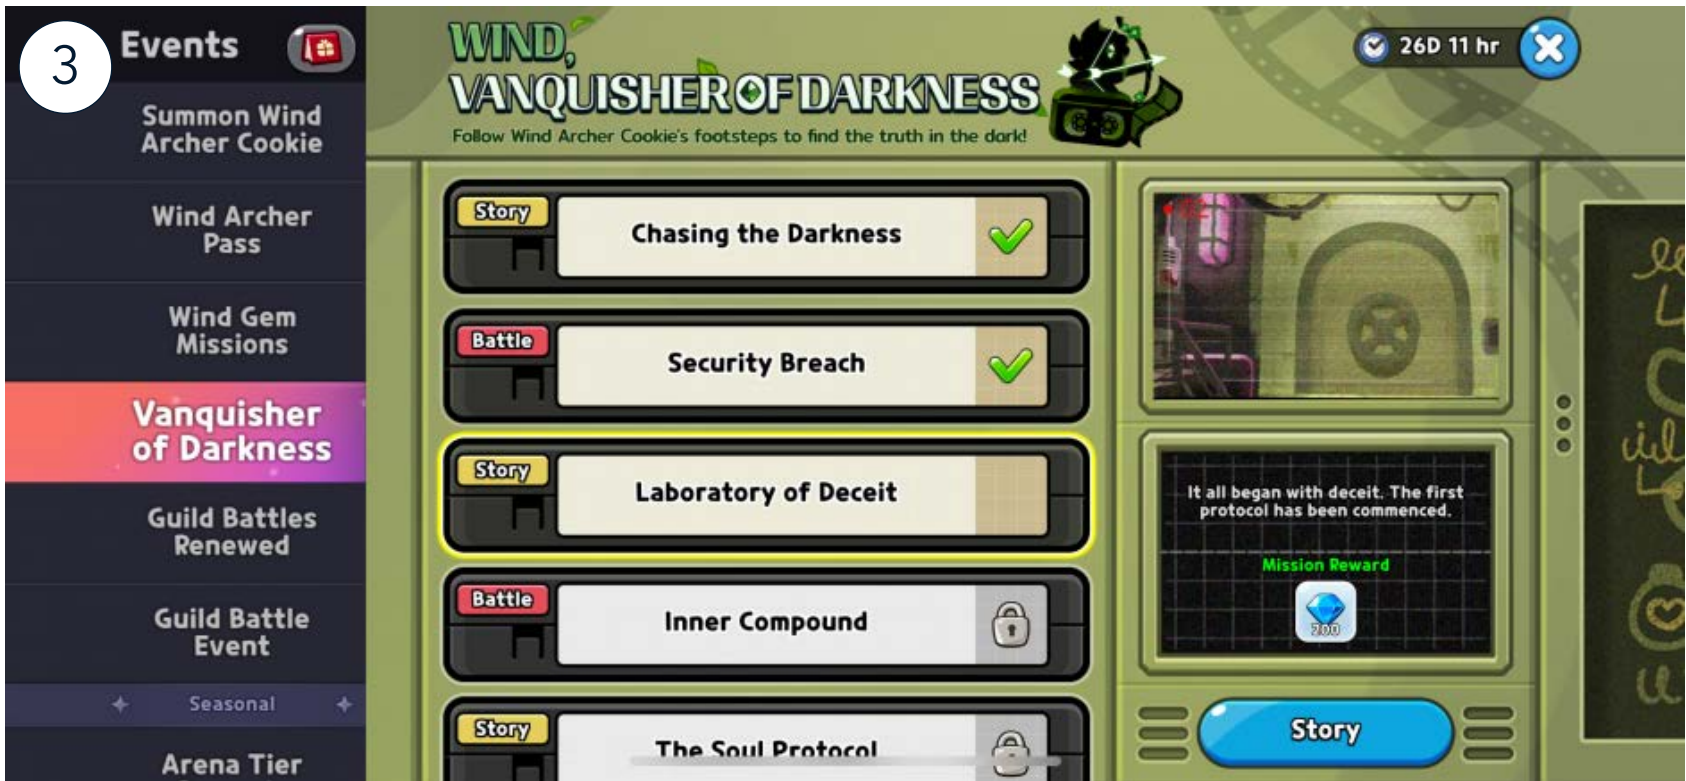 3
Events
Summon Wind
Archer Cookie
Wind Archer
Pass
Wind Gem
Missions
Vanquisher
of Darkness
Guild Battles
Renewed
Guild Battle
Event
Seasonal
Arena Tier
WIND,
VANQUISHER OF DARKNESS
Follow Wind Archer Cookie's footsteps to find the truth in the dark!
26D 11 hr
Story
Chasing the Darkness
Battle
Security Breach
Story
Laboratory of Deceit
Battle
Inner Compound
Story
The Soul Protocol
It all began with deceit. The first
protocol has been commenced.
Mission Reward
200
Story